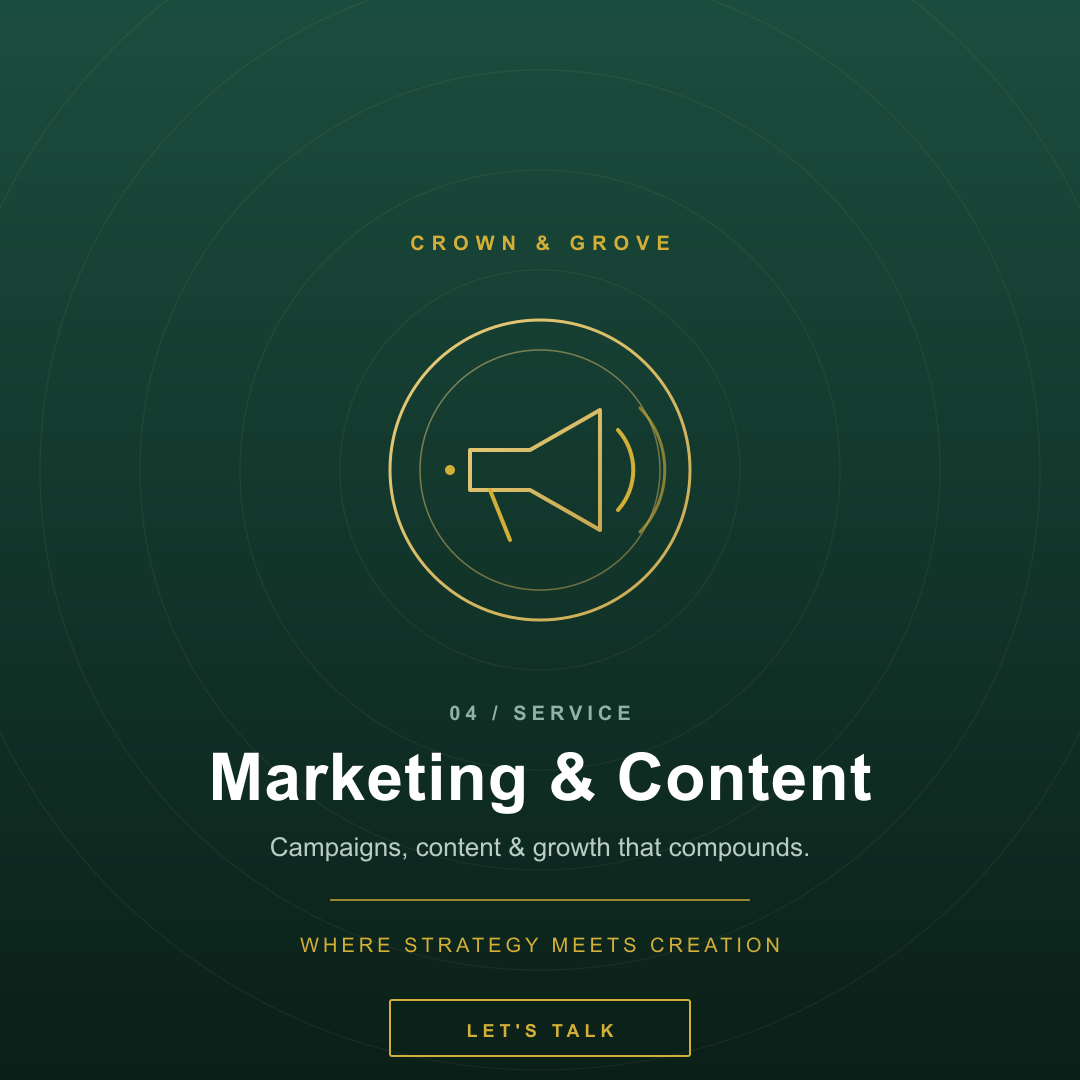 CROWN & GROVE
04 / SERVICE
Marketing & Content
Campaigns, content & growth that compounds.
WHERE STRATEGY MEETS CREATION
LET'S TALK